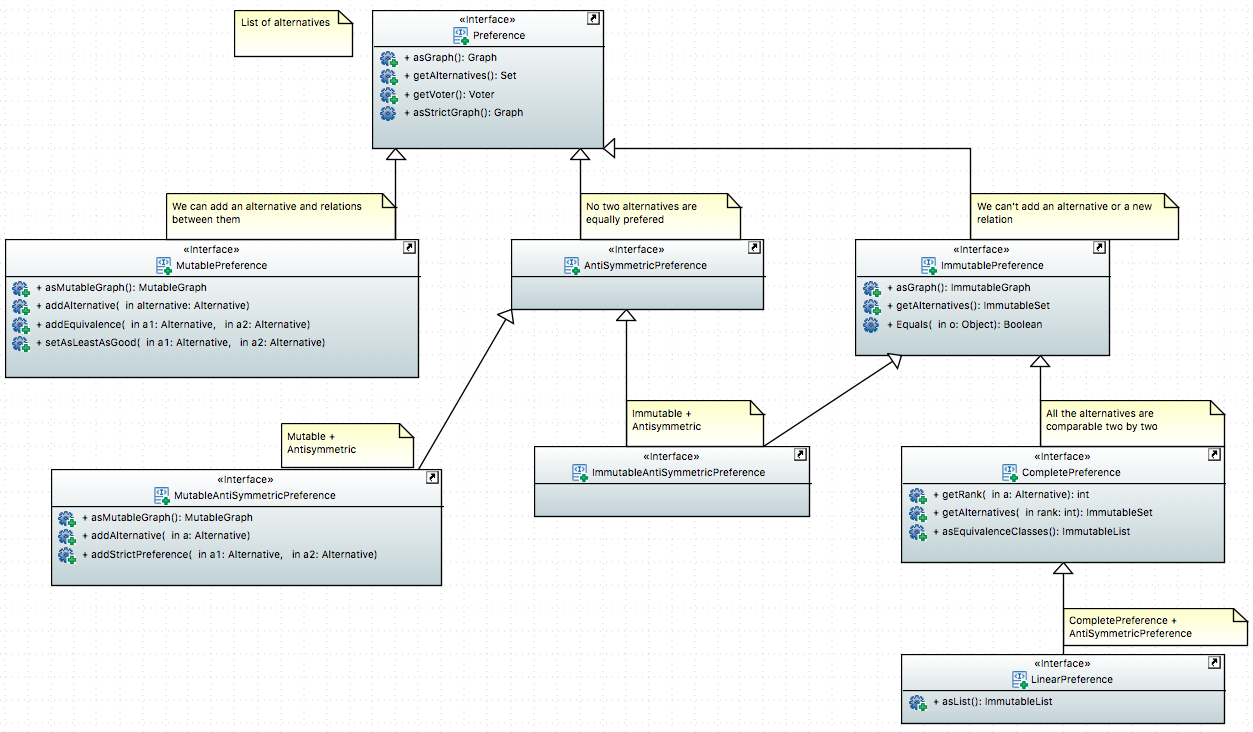 List of alternatives
«Interface»
Preference
+ asGraph(): Graph
+ getAlternatives(): Set
+ getVoter(): Voter
+ asStrictGraph(): Graph
We can add an alternative and relations
between them
«Interface»
MutablePreference
+ asMutableGraph(): MutableGraph
+ addAlternative( in alternative: Alternative)
+ addEquivalence( in a1: Alternative, in a2: Alternative)
+ setAsLeastAsGood( in a1: Alternative, in a2: Alternative)
No two alternatives are
equally prefered
«Interface»
AntiSymmetricPreference
We can't add an alternative or a new
relation
«Interface»
ImmutablePreference
+ asGraph(): ImmutableGraph
+ getAlternatives(): ImmutableSet
+ Equals( in o: Object): Boolean
Mutable +
Antisymmetric
«Interface»
MutableAntiSymmetricPreference
+ asMutableGraph(): MutableGraph
+ addAlternative( in a: Alternative)
+ addStrictPreference( in a1: Alternative, in a2: Alternative)
Immutable +
Antisymmetric
«Interface»
ImmutableAntiSymmetricPreference
All the alternatives are
comparable two by two
«Interface»
CompletePreference
+ getRank( in a: Alternative): int
+ getAlternatives( in rank: int): ImmutableSet
+ asEquivalenceClasses(): ImmutableList
CompletePreference +
AntiSymmetricPreference
«Interface»
LinearPreference
+ asList(): ImmutableList